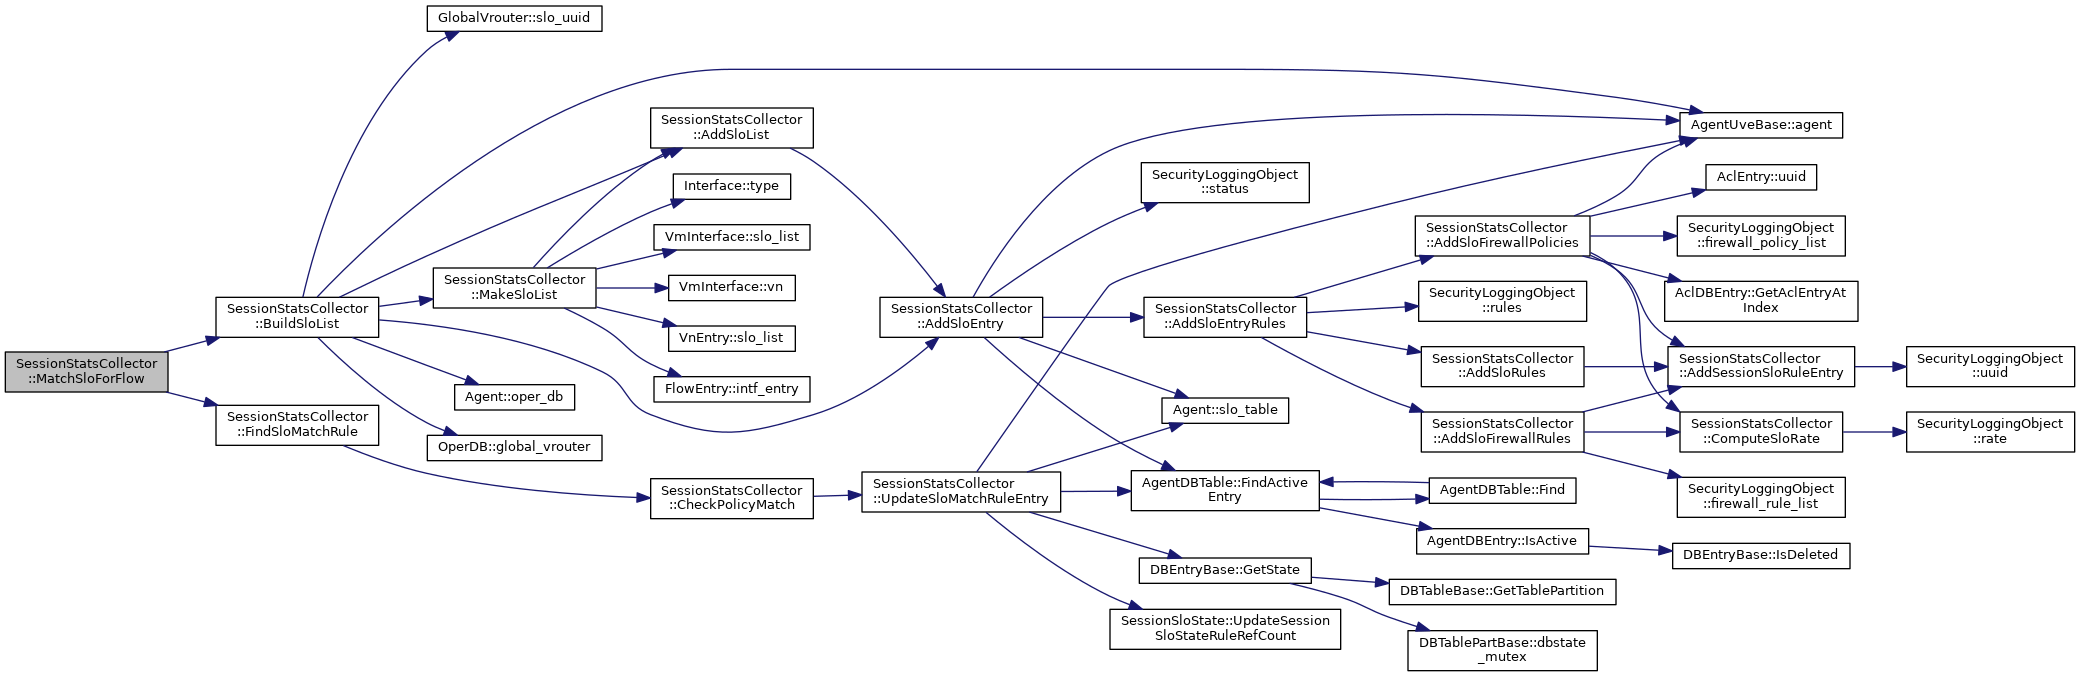 SessionStatsCollector
::MatchSloForFlow
SessionStatsCollector
::BuildSloList
SessionStatsCollector
::FindSloMatchRule
GlobalVrouter::slo_uuid
SessionStatsCollector
::MakeSloList
Agent::oper_db
OperDB::global_vrouter
SessionStatsCollector
::AddSloList
Interface::type
VmInterface::slo_list
VmInterface::vn
VnEntry::slo_list
FlowEntry::intf_entry
SessionStatsCollector
::CheckPolicyMatch
SessionStatsCollector
::AddSloEntry
SessionStatsCollector
::UpdateSloMatchRuleEntry
SecurityLoggingObject
::status
SessionStatsCollector
::AddSloEntryRules
Agent::slo_table
AgentDBTable::FindActive
Entry
DBEntryBase::GetState
SessionSloState::UpdateSession
SloStateRuleRefCount
SessionStatsCollector
::AddSloFirewallPolicies
SecurityLoggingObject
::rules
SessionStatsCollector
::AddSloRules
SessionStatsCollector
::AddSloFirewallRules
AgentDBTable::Find
AgentDBEntry::IsActive
DBTableBase::GetTablePartition
DBTablePartBase::dbstate
_mutex
AgentUveBase::agent
AclEntry::uuid
SecurityLoggingObject
::firewall_policy_list
AclDBEntry::GetAclEntryAt
Index
SessionStatsCollector
::AddSessionSloRuleEntry
SessionStatsCollector
::ComputeSloRate
SecurityLoggingObject
::firewall_rule_list
DBEntryBase::IsDeleted
SecurityLoggingObject
::uuid
SecurityLoggingObject
::rate